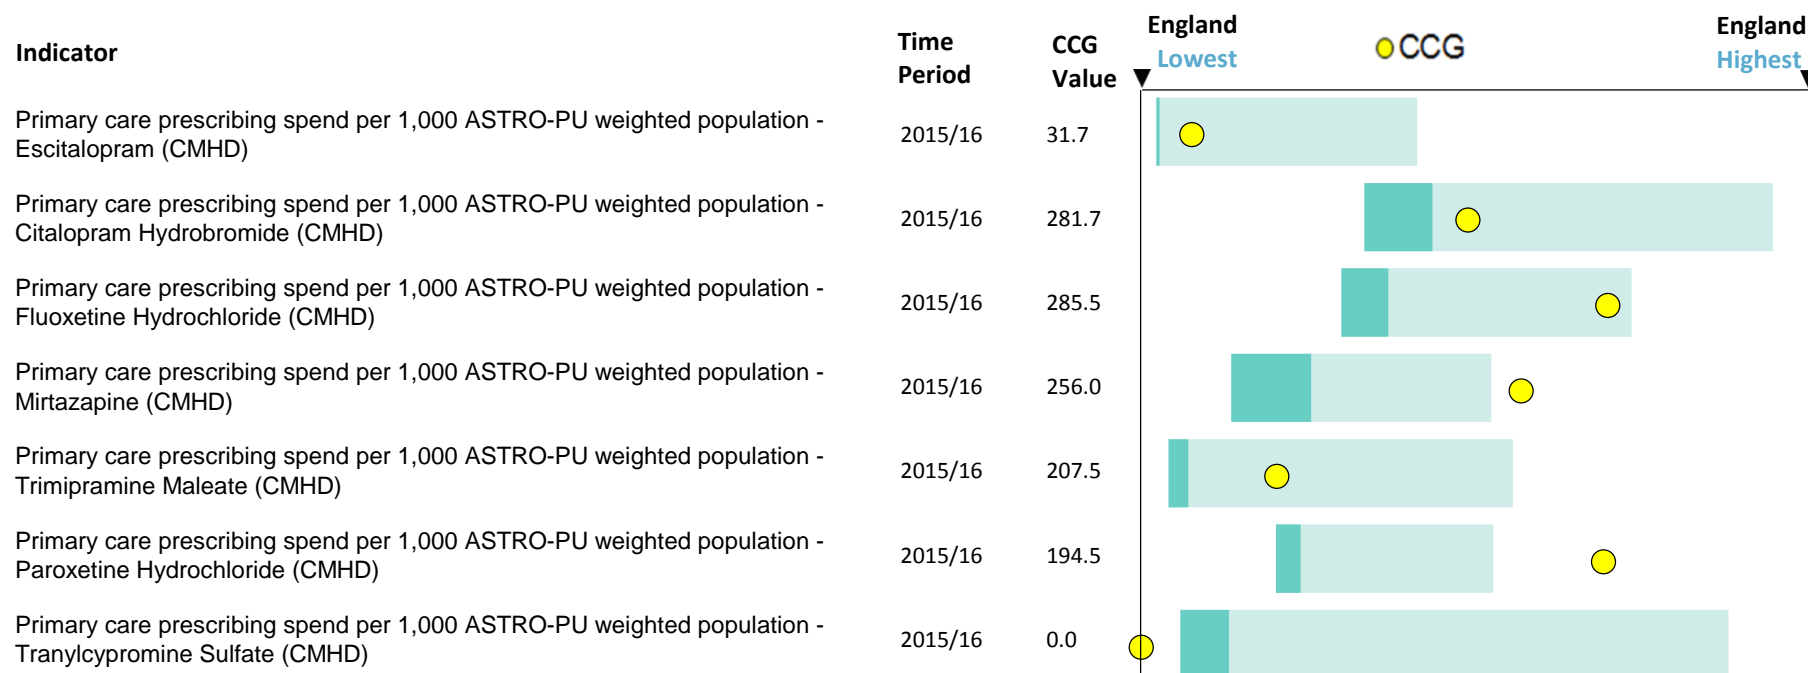 Indicator
Time Period
CCG Value
England Lowest
CCG
England Highest
Primary care prescribing spend per 1,000 ASTRO-PU weighted population -
Escitalopram (CMHD)
2015/16
31.7
Primary care prescribing spend per 1,000 ASTRO-PU weighted population -
Citalopram Hydrobromide (CMHD)
2015/16
281.7
Primary care prescribing spend per 1,000 ASTRO-PU weighted population -
Fluoxetine Hydrochloride (CMHD)
2015/16
285.5
Primary care prescribing spend per 1,000 ASTRO-PU weighted population -
Mirtazapine (CMHD)
2015/16
256.0
Primary care prescribing spend per 1,000 ASTRO-PU weighted population -
Trimipramine Maleate (CMHD)
2015/16
207.5
Primary care prescribing spend per 1,000 ASTRO-PU weighted population -
Paroxetine Hydrochloride (CMHD)
2015/16
194.5
Primary care prescribing spend per 1,000 ASTRO-PU weighted population -
Tranylcypromine Sulfate (CMHD)
2015/16
0.0